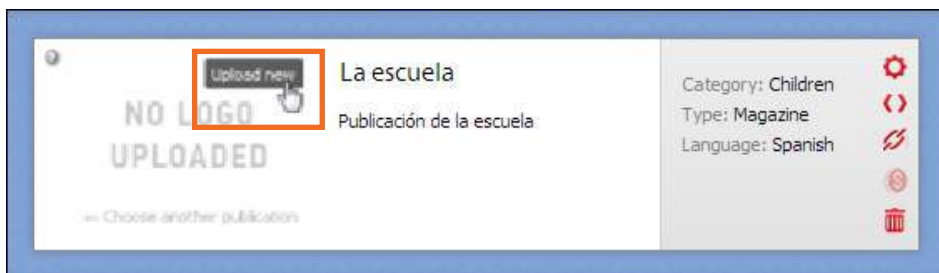 Upload new
NO LOGO
UPLOADED
← Choose another publication
La escuela
Publicación de la escuela
Category: Children
Type: Magazine
Language: Spanish